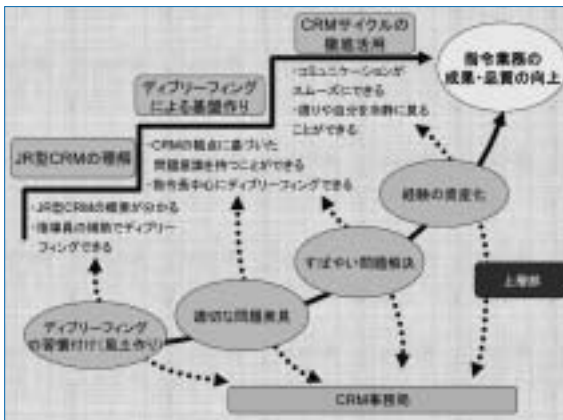 CRMサイクルの
徹底活用
・コミュニケーションが
スムーズにできる
・周りや自分を冷静に見る
ことができる
指令業務の
成果・品質の向上
ディブリーフィング
による基盤作り
・CRMの観点に基づいた
問題意識を持つことができる
・指令長中心にディブリーフィングできる
JR型CRMの理解
・JR型CRMの概要が分かる
・指導員の補助でディブリー
フィングできる
経験の資産化
すばやい問題解決
適切な問題発見
ディブリーフィング
の習慣付け(風土作り)
上層部
CRM事務局